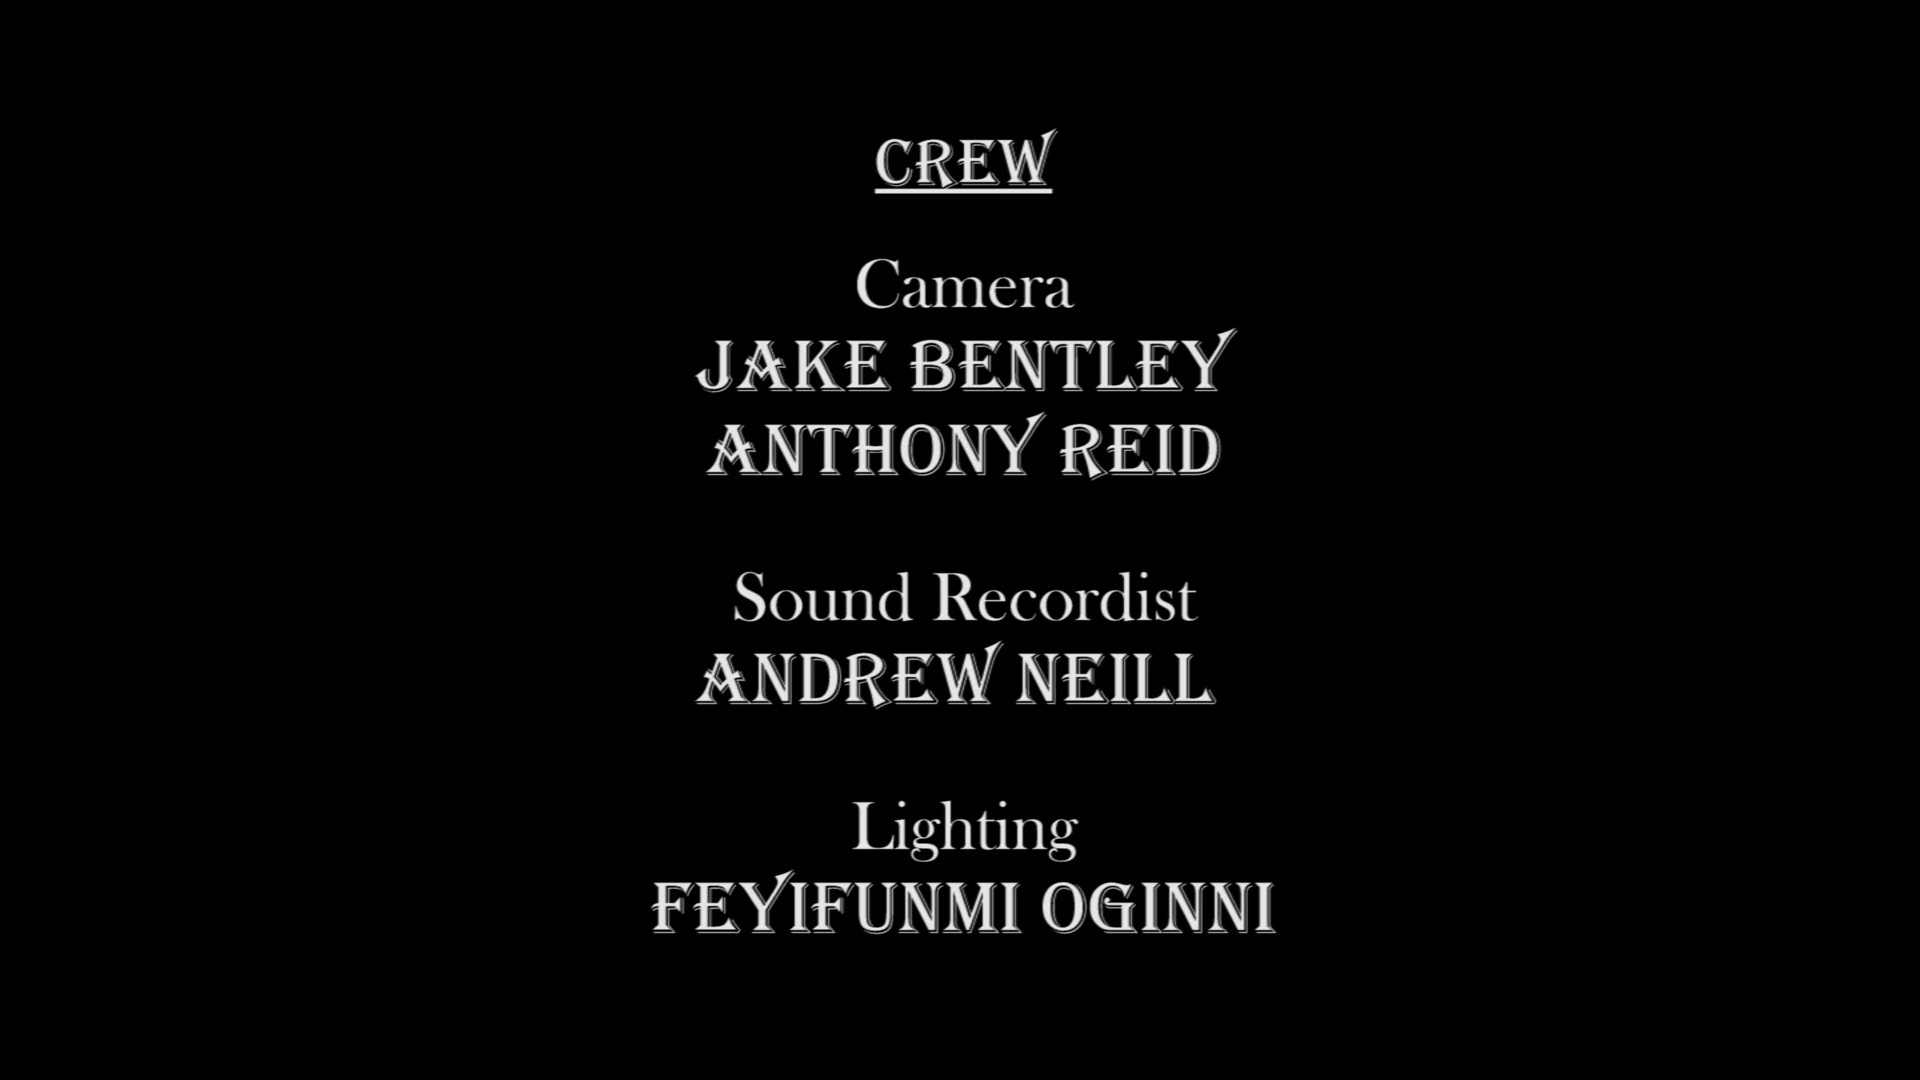 CREW
Camera
JAKE BENTLEY
ANTHONY REID
Sound Recordist
ANDREW NEILL
Lighting
FEYIFUNMI OGINNI